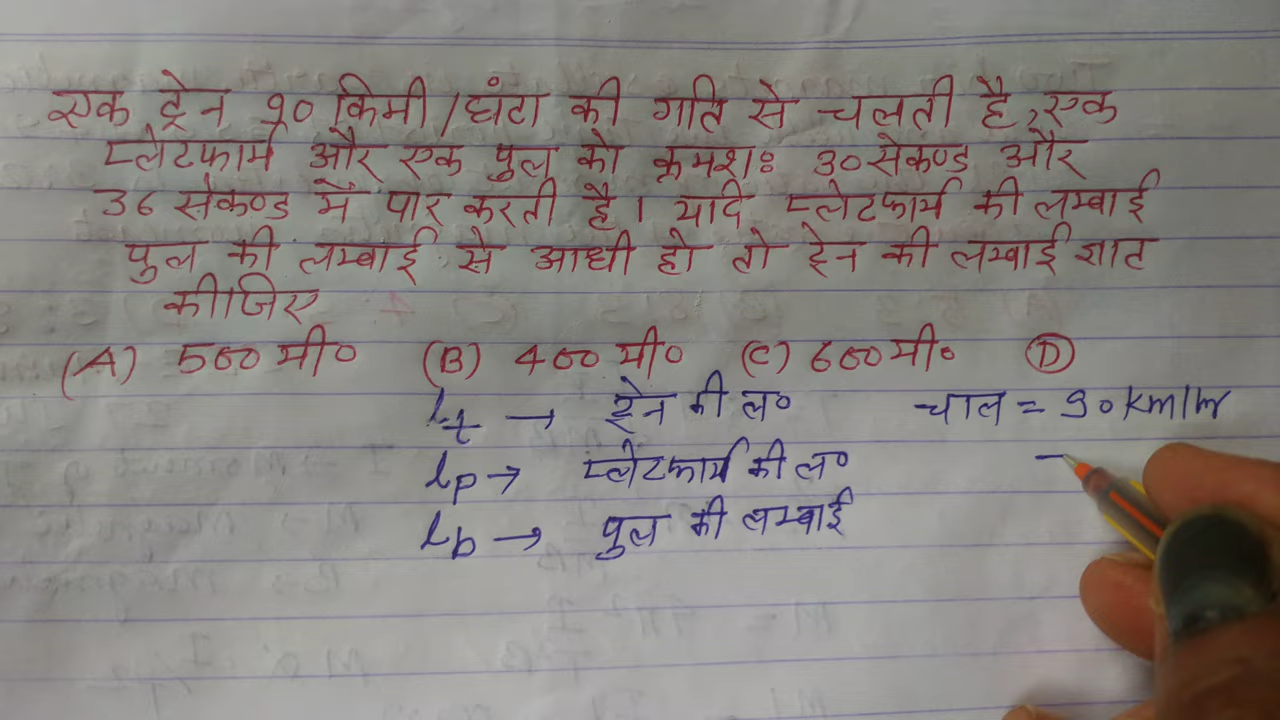 एक ट्रेन 90 किमी/घंटा की गति से चलती है, एक
प्लेटफार्म और एक पुल को क्रमशः 30 सेकण्ड और
36 सेकण्ड में पार करती है। यदि प्लेटफार्म की लम्बाई
पुल की लम्बाई से आधी हो तो ट्रेन की लम्बाई ज्ञात
कीजिए
(A) 500 मी० (B) 400 मी० (C) 600 मी० (D)
lt → ट्रेन की ल० चाल = 90 km/hr
lp → प्लेटफार्म की ल०
lb → पुल की लम्बाई